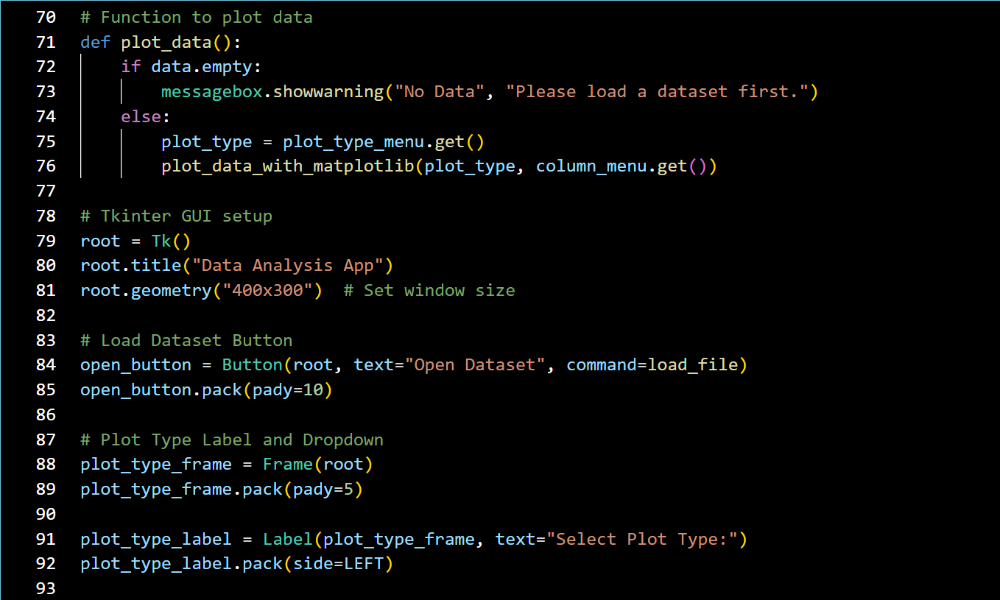 70 # Function to plot data
71 def plot_data():
72     if data.empty:
73         messagebox.showwarning("No Data", "Please load a dataset first.")
74     else:
75         plot_type = plot_type_menu.get()
76         plot_data_with_matplotlib(plot_type, column_menu.get())
77
78 # Tkinter GUI setup
79 root = Tk()
80 root.title("Data Analysis App")
81 root.geometry("400x300")  # Set window size
82
83 # Load Dataset Button
84 open_button = Button(root, text="Open Dataset", command=load_file)
85 open_button.pack(pady=10)
86
87 # Plot Type Label and Dropdown
88 plot_type_frame = Frame(root)
89 plot_type_frame.pack(pady=5)
90
91 plot_type_label = Label(plot_type_frame, text="Select Plot Type:")
92 plot_type_label.pack(side=LEFT)
93